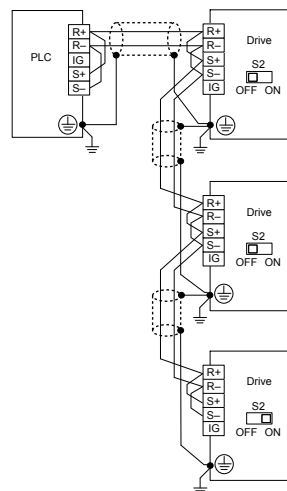 PLC
R+
R–
IG
S+
S–
R+
R–
S+
S–
IG
Drive
S2
OFF ON
R+
R–
S+
S–
IG
Drive
S2
OFF ON
R+
R–
S+
S–
IG
Drive
S2
OFF ON